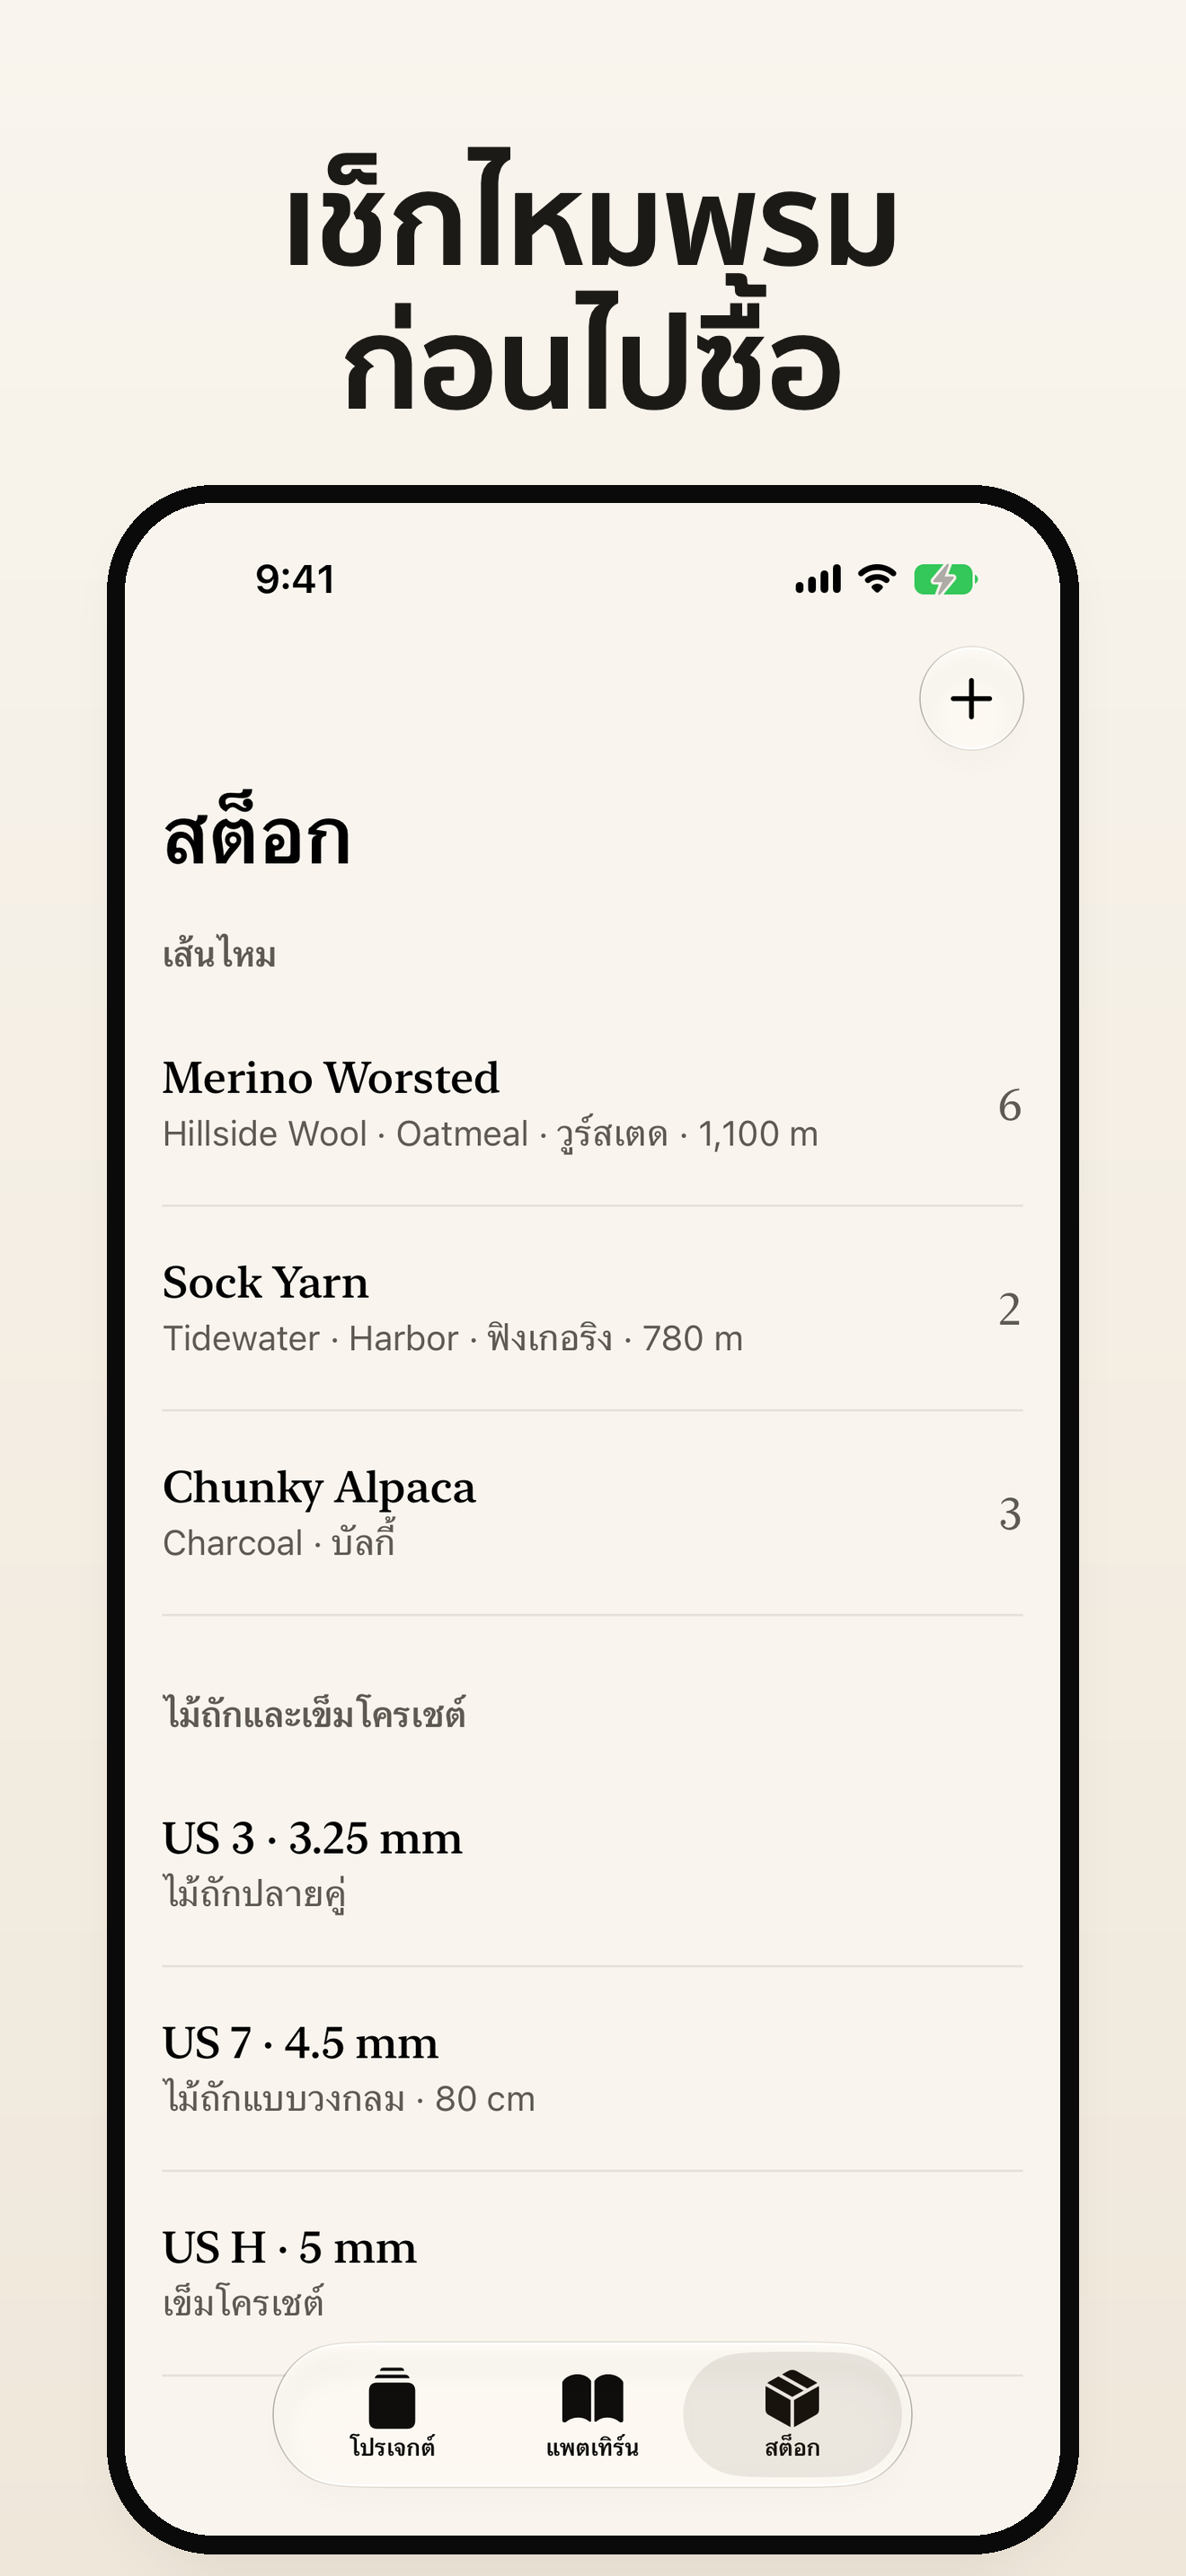 เช็กไหมพรม
ก่อนไปซื้อ
9:41
สต็อก
เส้นไหม
Merino Worsted
Hillside Wool · Oatmeal · วูร์สเตด · 1,100 m
6
Sock Yarn
Tidewater · Harbor · ฟิงเกอริง · 780 m
2
Chunky Alpaca
Charcoal · บัลกี้
3
ไม้ถักและเข็มโครเชต์
US 3 · 3.25 mm
ไม้ถักปลายคู่
US 7 · 4.5 mm
ไม้ถักแบบวงกลม · 80 cm
US H · 5 mm
เข็มโครเชต์
โปรเจกต์
แพตเทิร์น
สต็อก